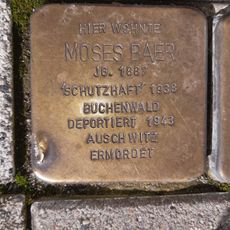 HIER WOHNTE
MOSES BAER
JG. 1887
'SCHUTZHAFT' 1938
BUCHENWALD
DEPORTIERT 1943
AUSCHWITZ
ERMORDET